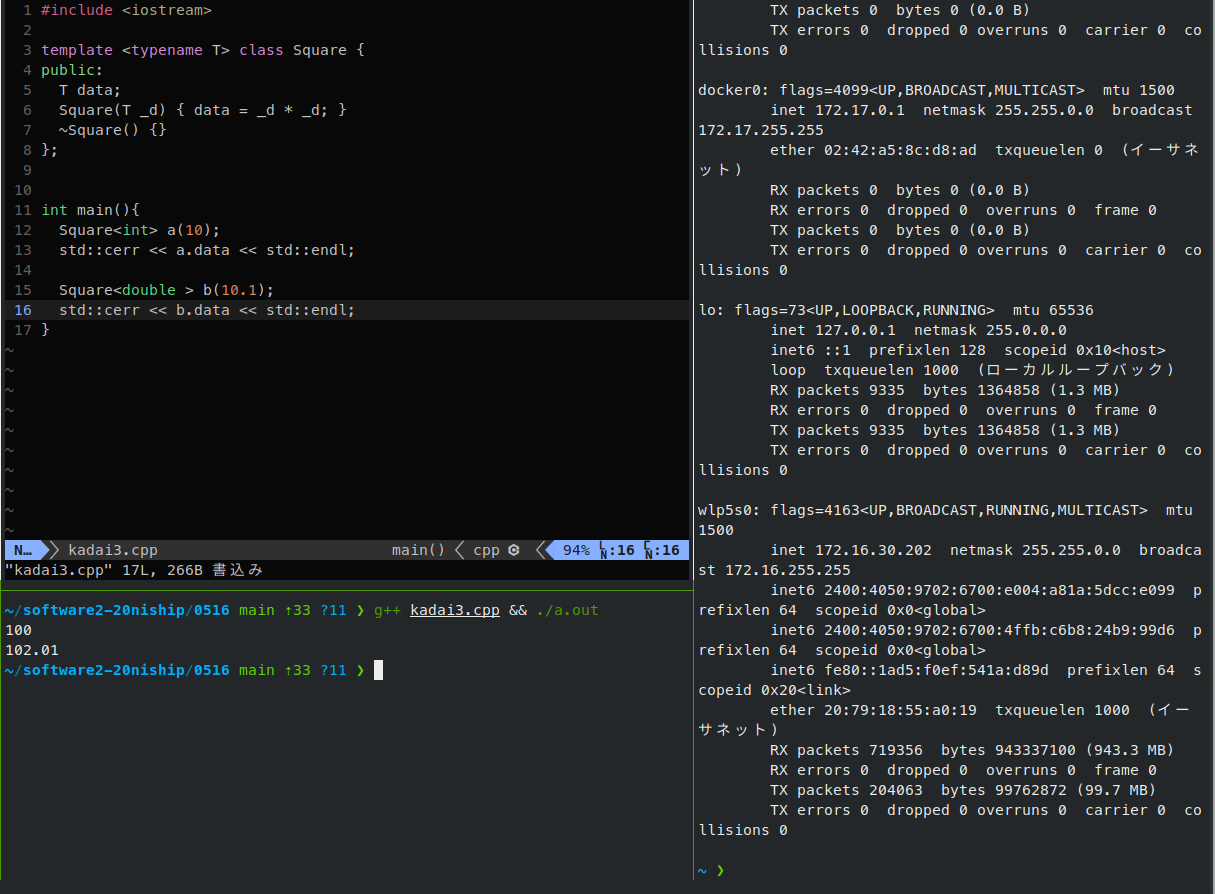 1 #include <iostream>
2
3 template <typename T> class Square {
4 public:
5   T data;
6   Square(T _d) { data = _d * _d; }
7   ~Square() {}
8 };
9
10
11 int main(){
12   Square<int> a(10);
13   std::cerr << a.data << std::endl;
14
15   Square<double > b(10.1);
16   std::cerr << b.data << std::endl;
17 }
~
~
~
~
~
~
~
~
~
~
N… kadai3.cpp main() cpp 94% LN:16 CN:16
"kadai3.cpp" 17L, 266B 書込み
~/software2-20niship/0516 main ↑33 ?11 ❯ g++ kadai3.cpp && ./a.out
100
102.01
~/software2-20niship/0516 main ↑33 ?11 ❯
TX packets 0  bytes 0 (0.0 B)
TX errors 0  dropped 0 overruns 0  carrier 0  co
llisions 0
docker0: flags=4099<UP,BROADCAST,MULTICAST>  mtu 1500
inet 172.17.0.1  netmask 255.255.0.0  broadcast
172.17.255.255
ether 02:42:a5:8c:d8:ad  txqueuelen 0  (イーサネ
ット)
RX packets 0  bytes 0 (0.0 B)
RX errors 0  dropped 0  overruns 0  frame 0
TX packets 0  bytes 0 (0.0 B)
TX errors 0  dropped 0 overruns 0  carrier 0  co
llisions 0
lo: flags=73<UP,LOOPBACK,RUNNING>  mtu 65536
inet 127.0.0.1  netmask 255.0.0.0
inet6 ::1  prefixlen 128  scopeid 0x10<host>
loop  txqueuelen 1000  (ローカルループバック)
RX packets 9335  bytes 1364858 (1.3 MB)
RX errors 0  dropped 0  overruns 0  frame 0
TX packets 9335  bytes 1364858 (1.3 MB)
TX errors 0  dropped 0 overruns 0  carrier 0  co
llisions 0
wlp5s0: flags=4163<UP,BROADCAST,RUNNING,MULTICAST>  mtu
1500
inet 172.16.30.202  netmask 255.255.0.0  broadca
st 172.16.255.255
inet6 2400:4050:9702:6700:e004:a81a:5dcc:e099  p
refixlen 64  scopeid 0x0<global>
inet6 2400:4050:9702:6700:4ffb:c6b8:24b9:99d6  p
refixlen 64  scopeid 0x0<global>
inet6 fe80::1ad5:f0ef:541a:d89d  prefixlen 64  s
copeid 0x20<link>
ether 20:79:18:55:a0:19  txqueuelen 1000  (イー
サネット)
RX packets 719356  bytes 943337100 (943.3 MB)
RX errors 0  dropped 0  overruns 0  frame 0
TX packets 204063  bytes 99762872 (99.7 MB)
TX errors 0  dropped 0 overruns 0  carrier 0  co
llisions 0
~ ❯